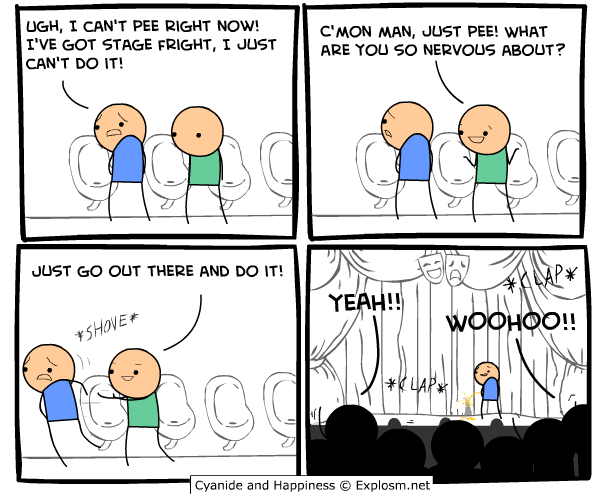 UGH, I CAN'T PEE RIGHT NOW!
I'VE GOT STAGE FRIGHT, I JUST
CAN'T DO IT!
C'MON MAN, JUST PEE! WHAT
ARE YOU SO NERVOUS ABOUT?
JUST GO OUT THERE AND DO IT!
*SHOVE*
*CLAP*
YEAH!!
WOOHOO!!
*CLAP*
Cyanide and Happiness © Explosm.net